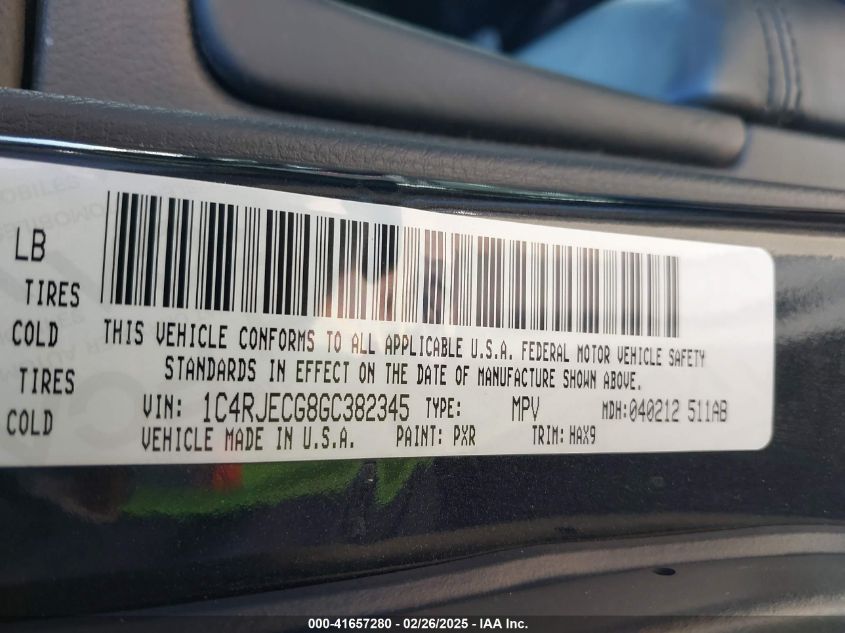 LB
TIRES
COLD
TIRES
COLD
THIS VEHICLE CONFORMS TO ALL APPLICABLE U.S.A. FEDERAL MOTOR VEHICLE SAFETY
STANDARDS IN EFFECT ON THE DATE OF MANUFACTURE SHOWN ABOVE.
VIN: 1C4RJECG8GC382345 TYPE: MPV MDH:040212 511AB
VEHICLE MADE IN U.S.A. PAINT: PXR TRIM: HAX9
000-41657280 - 02/26/2025 - IAA Inc.